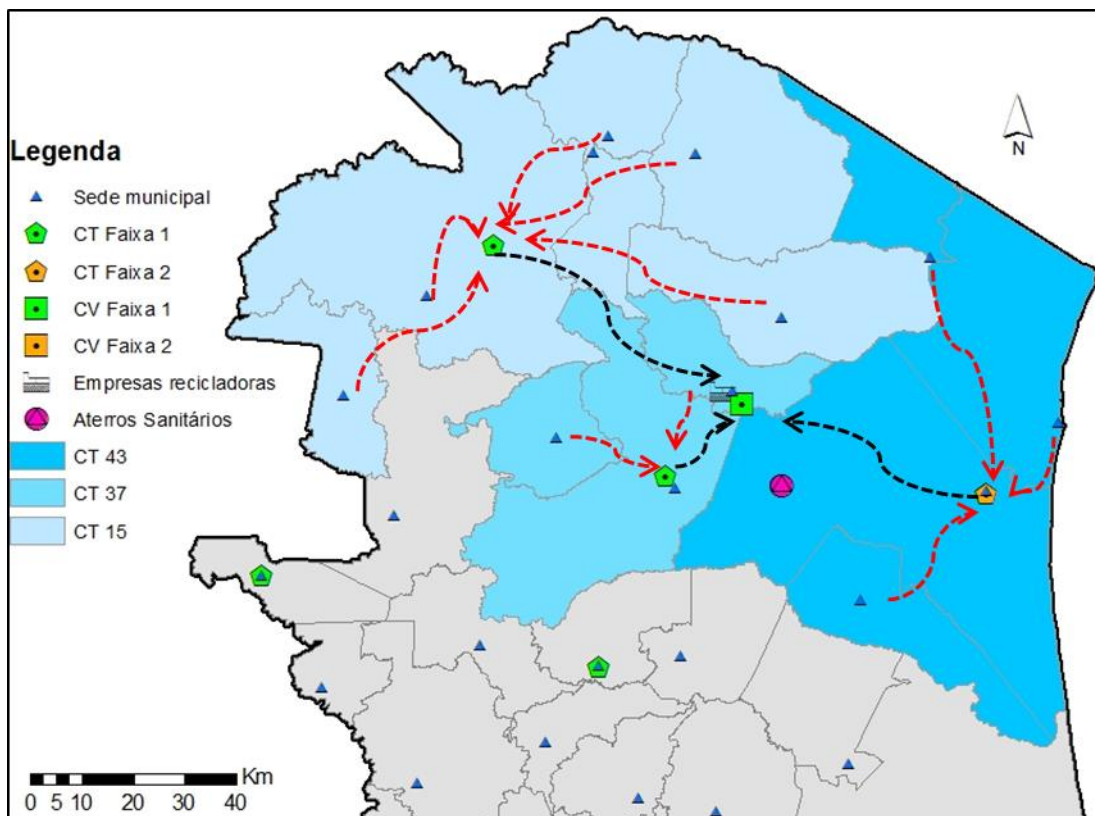 N
Legenda
Sede municipal
CT Faixa 1
CT Faixa 2
CV Faixa 1
CV Faixa 2
Empresas recicladoras
Aterros Sanitários
CT 43
CT 37
CT 15
Km
0 5 10 20 30 40